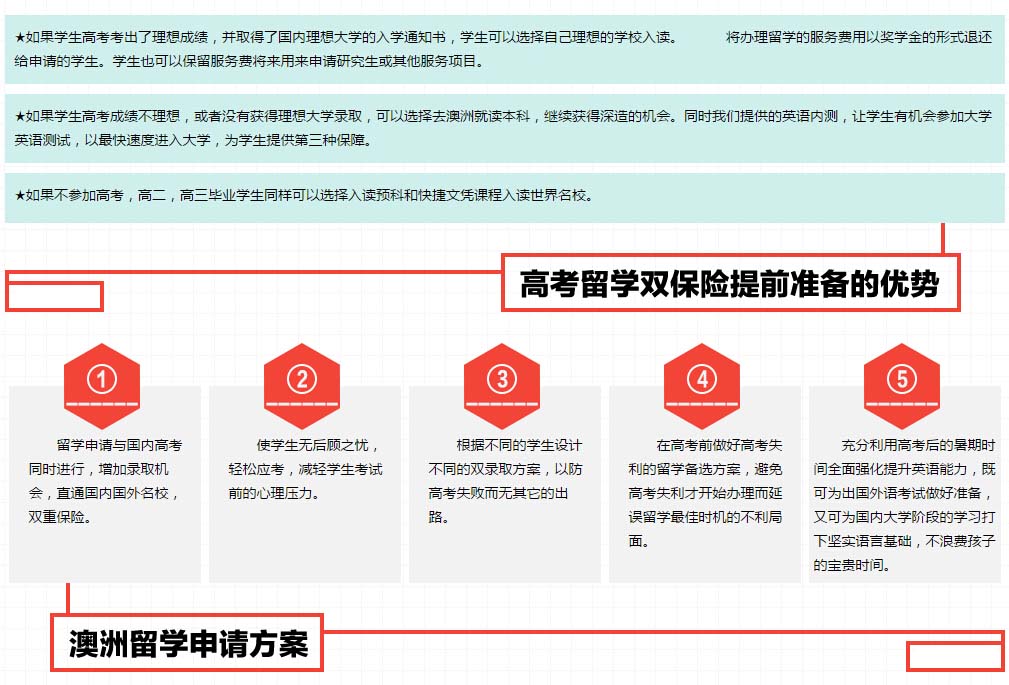 ★如果学生高考考出了理想成绩，并取得了国内理想大学的入学通知书，学生可以选择自己理想的学校入读。 将办理留学的服务费用以奖学金的形式退还
给申请的学生。学生也可以保留服务费将来用来申请研究生或其他服务项目。
★如果学生高考成绩不理想，或者没有获得理想大学录取，可以选择去澳洲就读本科，继续获得深造的机会。同时我们提供的英语内测，让学生有机会参加大学
英语测试，以最快速度进入大学，为学生提供第三种保障。
★如果不参加高考，高二，高三毕业学生同样可以选择入读预科和快捷文凭课程入读世界名校。
高考留学双保险提前准备的优势
①
留学申请与国内高考
同时进行，增加录取机
会，直通国内国外名校，
双重保险。
②
使学生无后顾之忧，
轻松应考，减轻学生考试
前的心理压力。
③
根据不同的学生设计
不同的双录取方案，以防
高考失败而无其它的出
路。
④
在高考前做好高考失
利的留学备选方案，避免
高考失利才开始办理而延
误留学最佳时机的不利局
面。
⑤
充分利用高考后的暑期时
间全面强化提升英语能力，既
可为出国外语考试做好准备，
又可为国内大学阶段的学习打
下坚实语言基础，不浪费孩子
的宝贵时间。
澳洲留学申请方案